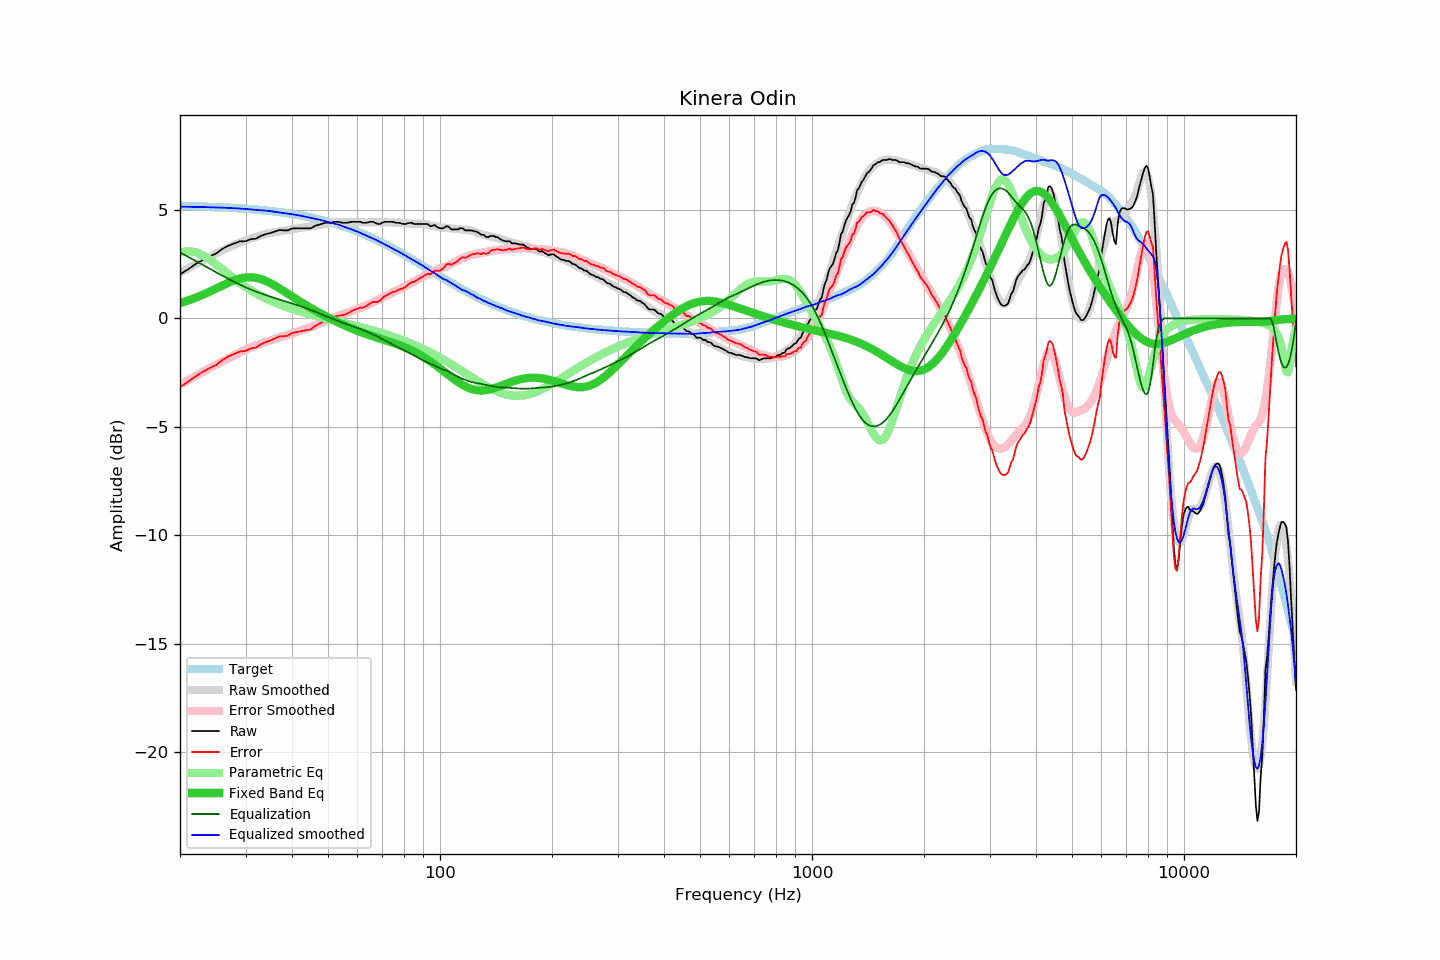 Kinera Odin
Amplitude (dBr)
5
0
−5
−10
−15
−20
Target
Raw Smoothed
Error Smoothed
Raw
Error
Parametric Eq
Fixed Band Eq
Equalization
Equalized smoothed
100
1000
10000
Frequency (Hz)